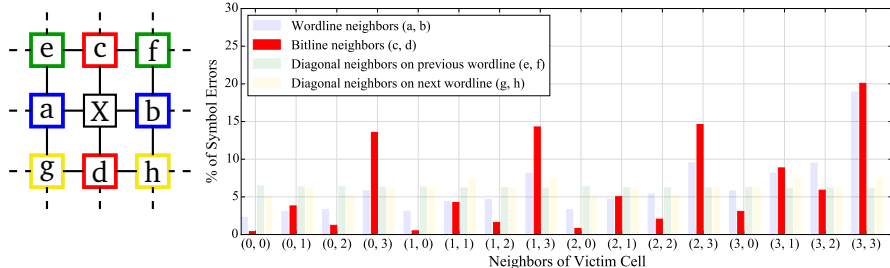 e c f
a X b
g d h
% of Symbol Errors
30
25
20
15
10
5
0
Wordline neighbors (a, b)
Bitline neighbors (c, d)
Diagonal neighbors on previous wordline (e, f)
Diagonal neighbors on next wordline (g, h)
(0, 0) (0, 1) (0, 2) (0, 3) (1, 0) (1, 1) (1, 2) (1, 3) (2, 0) (2, 1) (2, 2) (2, 3) (3, 0) (3, 1) (3, 2) (3, 3)
Neighbors of Victim Cell